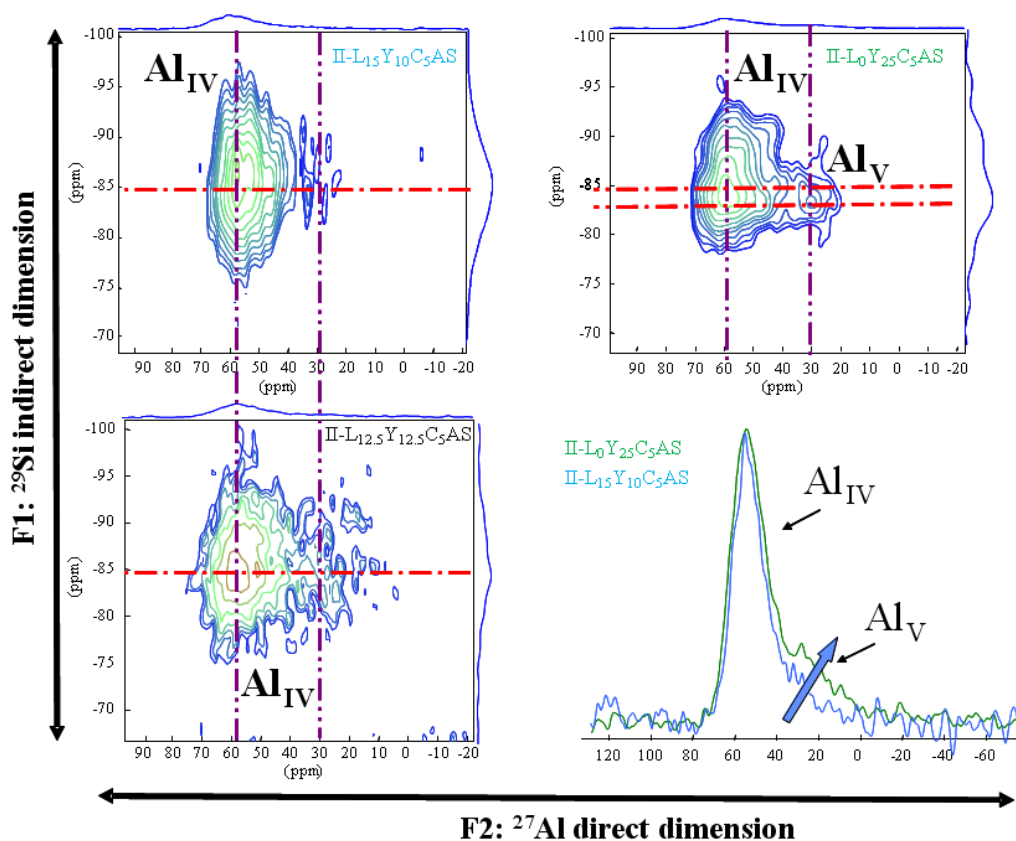 F1: ²⁹Si indirect dimension
-100
-95
-90
-85
-80
-75
-70
(ppm)
Al_IV
II-L₁₅Y₁₀C₅AS
90 80 70 60 50 40 30 20 10 0 -10 -20
(ppm)
-100
-95
-90
-85
-80
-75
-70
(ppm)
Al_IV
II-L₀Y₂₅C₅AS
Al_V
90 80 70 60 50 40 30 20 10 0 -10 -20
(ppm)
-100
-90
-85
-80
-75
-70
(ppm)
II-L₁₂.₅Y₁₂.₅C₅AS
Al_IV
90 80 70 60 50 40 30 20 10 0 -10 -20
(ppm)
II-L₀Y₂₅C₅AS
II-L₁₅Y₁₀C₅AS
Al_IV
Al_V
120 100 80 60 40 20 0 -20 -40 -60
F2: ²⁷Al direct dimension